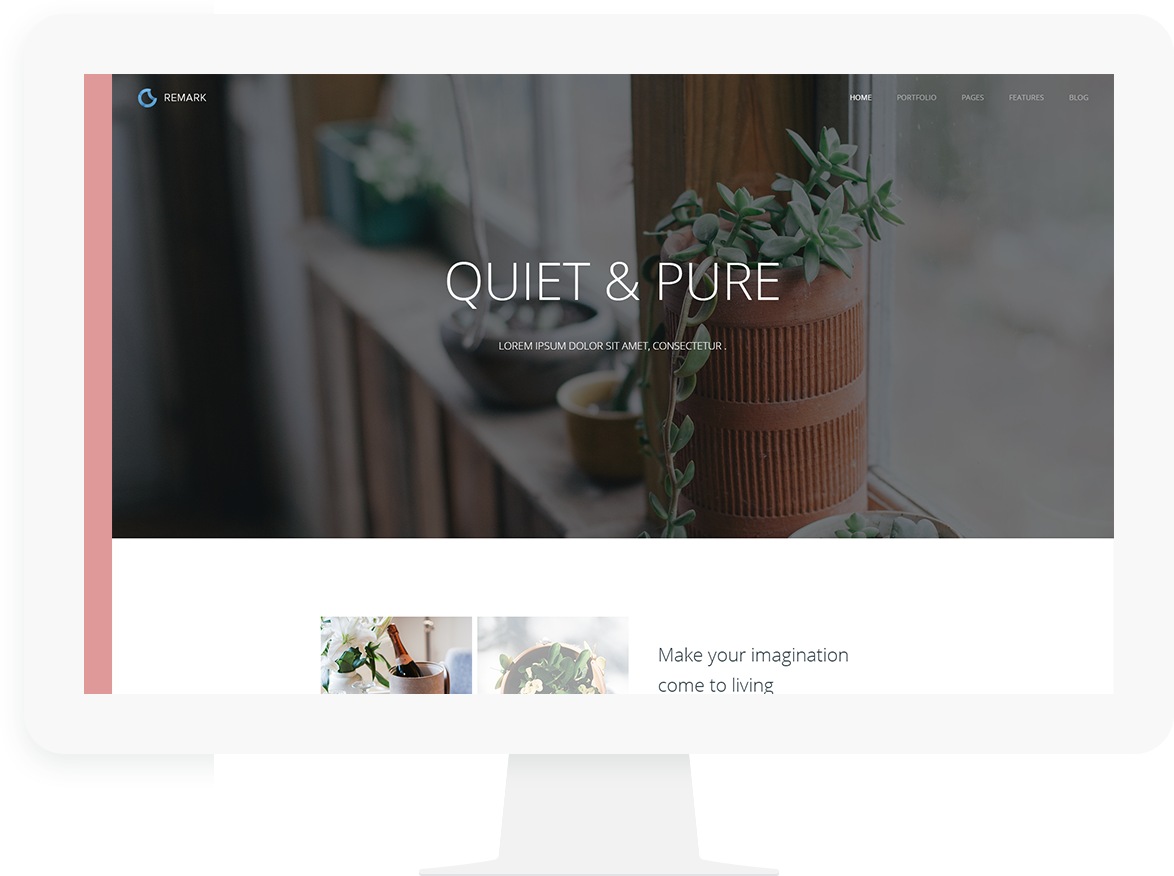 REMARK
HOME PORTFOLIO PAGES FEATURES BLOG
QUIET & PURE
LOREM IPSUM DOLOR SIT AMET, CONSECTETUR .
Make your imagination
come to living